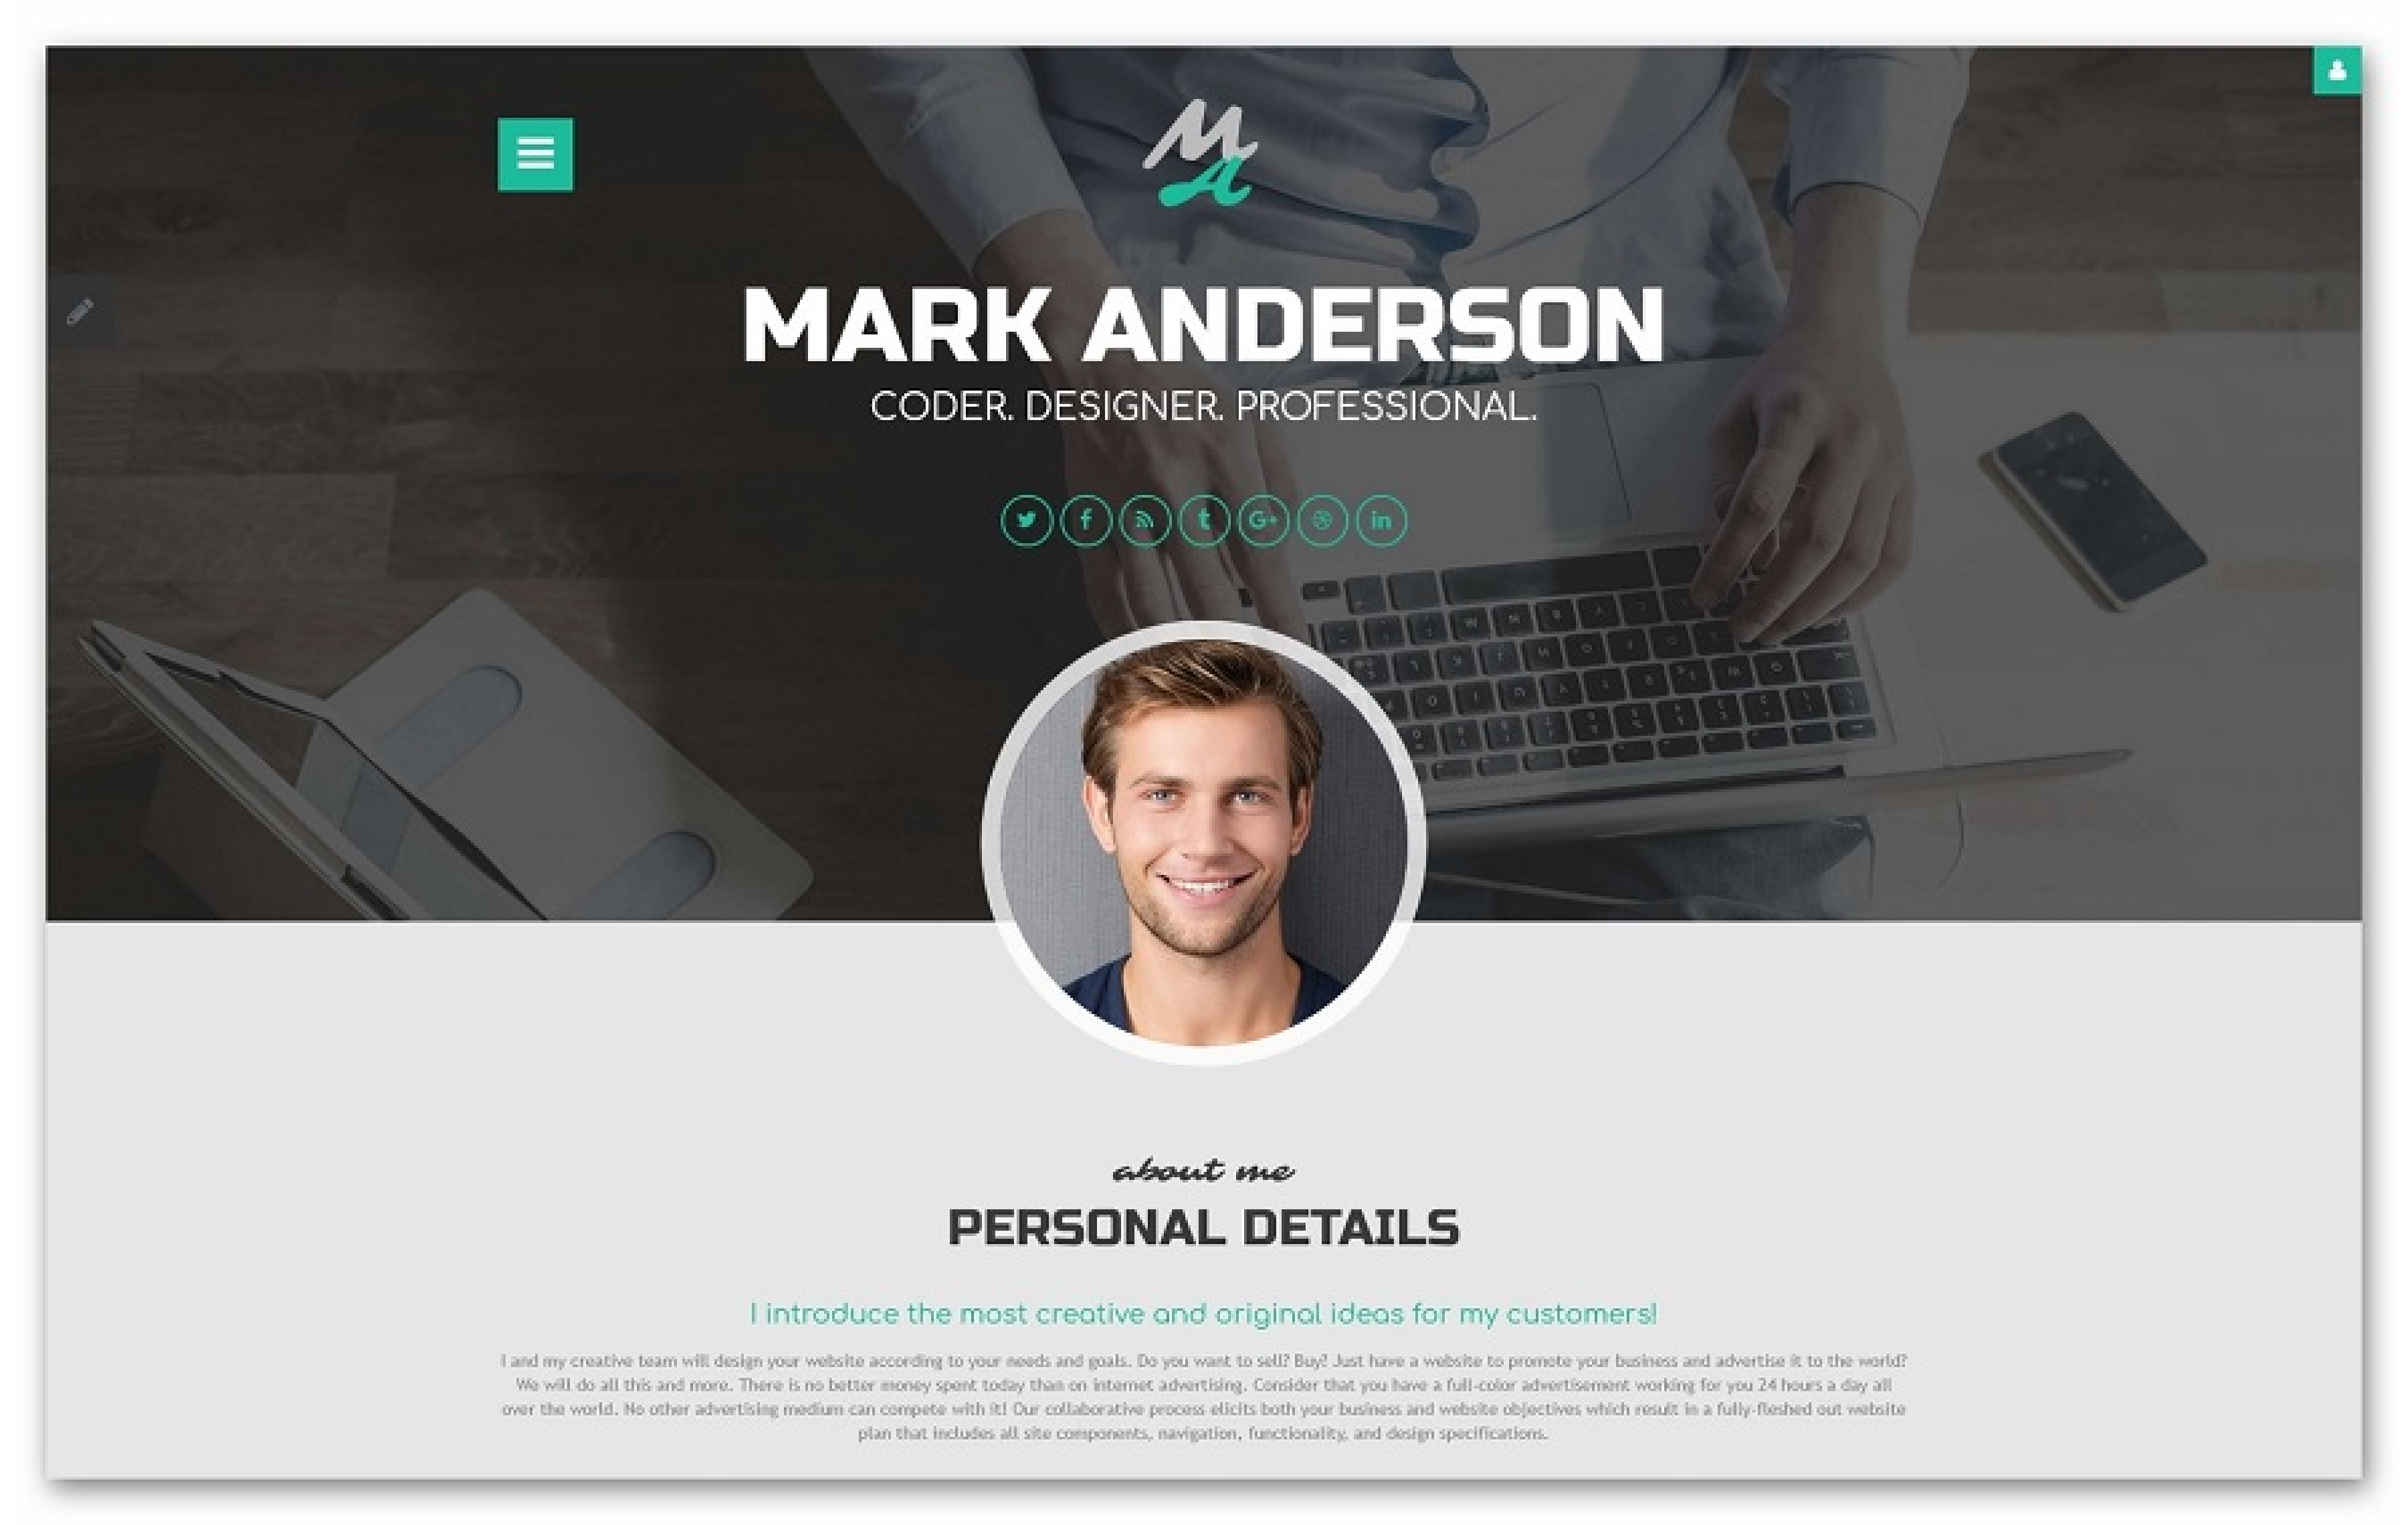 MA
MARK ANDERSON
CODER. DESIGNER. PROFESSIONAL.
about me
PERSONAL DETAILS
I introduce the most creative and original ideas for my customers!
I and my creative team will design your website according to your needs and goals. Do you want to sell? Buy? Just have a website to promote your business and advertise it to the world?
We will do all this and more. There is no better money spent today than on internet advertising. Consider that you have a full-color advertisement working for you 24 hours a day all
over the world. No other advertising medium can compete with it! Our collaborative process elicits both your business and website objectives which result in a fully-fleshed out website
plan that includes all site components, navigation, functionality, and design specifications.